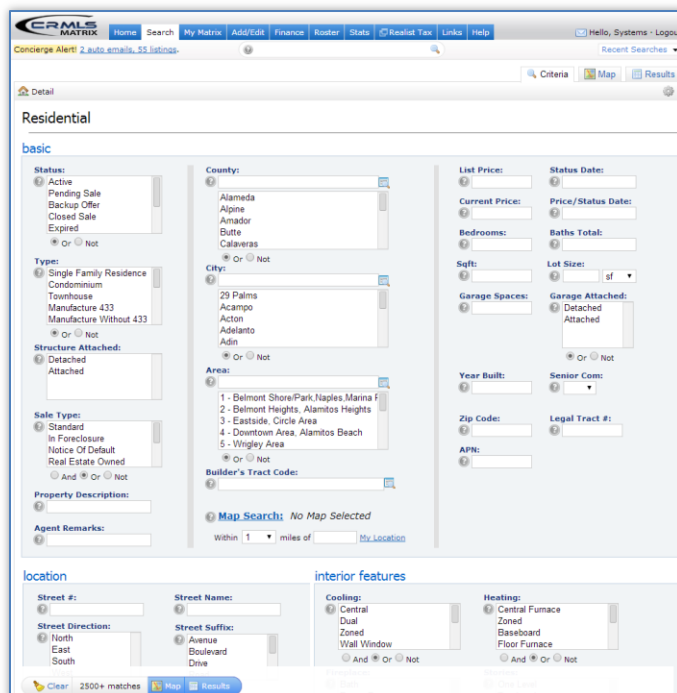 CRMLS
MATRIX
Home Search My Matrix Add/Edit Finance Roster Stats Realist Tax Links Help
Hello, Systems - Logou
Concierge Alert! 2 auto emails, 55 listings.
Recent Searches
Criteria Map Results
Detail
Residential
basic
Status:
Active
Pending Sale
Backup Offer
Closed Sale
Expired
Or Not
Type:
Single Family Residence
Condominium
Townhouse
Manufacture 433
Manufacture Without 433
Or Not
Structure Attached:
Detached
Attached
Sale Type:
Standard
In Foreclosure
Notice Of Default
Real Estate Owned
And Or Not
Property Description:
Agent Remarks:
County:
Alameda
Alpine
Amador
Butte
Calaveras
Or Not
City:
29 Palms
Acampo
Acton
Adelanto
Adin
Or Not
Area:
1 - Belmont Shore/Park,Naples,Marina P
2 - Belmont Heights, Alamitos Heights
3 - Eastside, Circle Area
4 - Downtown Area, Alamitos Beach
5 - Wrigley Area
Or Not
Builder's Tract Code:
Map Search: No Map Selected
Within 1 miles of My Location
List Price: Status Date:
Current Price: Price/Status Date:
Bedrooms: Baths Total:
Sqft: Lot Size:
sf
Garage Spaces: Garage Attached:
Detached
Attached
Or Not
Year Built: Senior Com:
Zip Code: Legal Tract #:
APN:
location
Street #: Street Name:
Street Direction:
North
East
South
Street Suffix:
Avenue
Boulevard
Drive
interior features
Cooling:
Central
Dual
Zoned
Wall Window
And Or Not
Heating:
Central Furnace
Zoned
Baseboard
Floor Furnace
And Or Not
Clear 2500+ matches Map Results